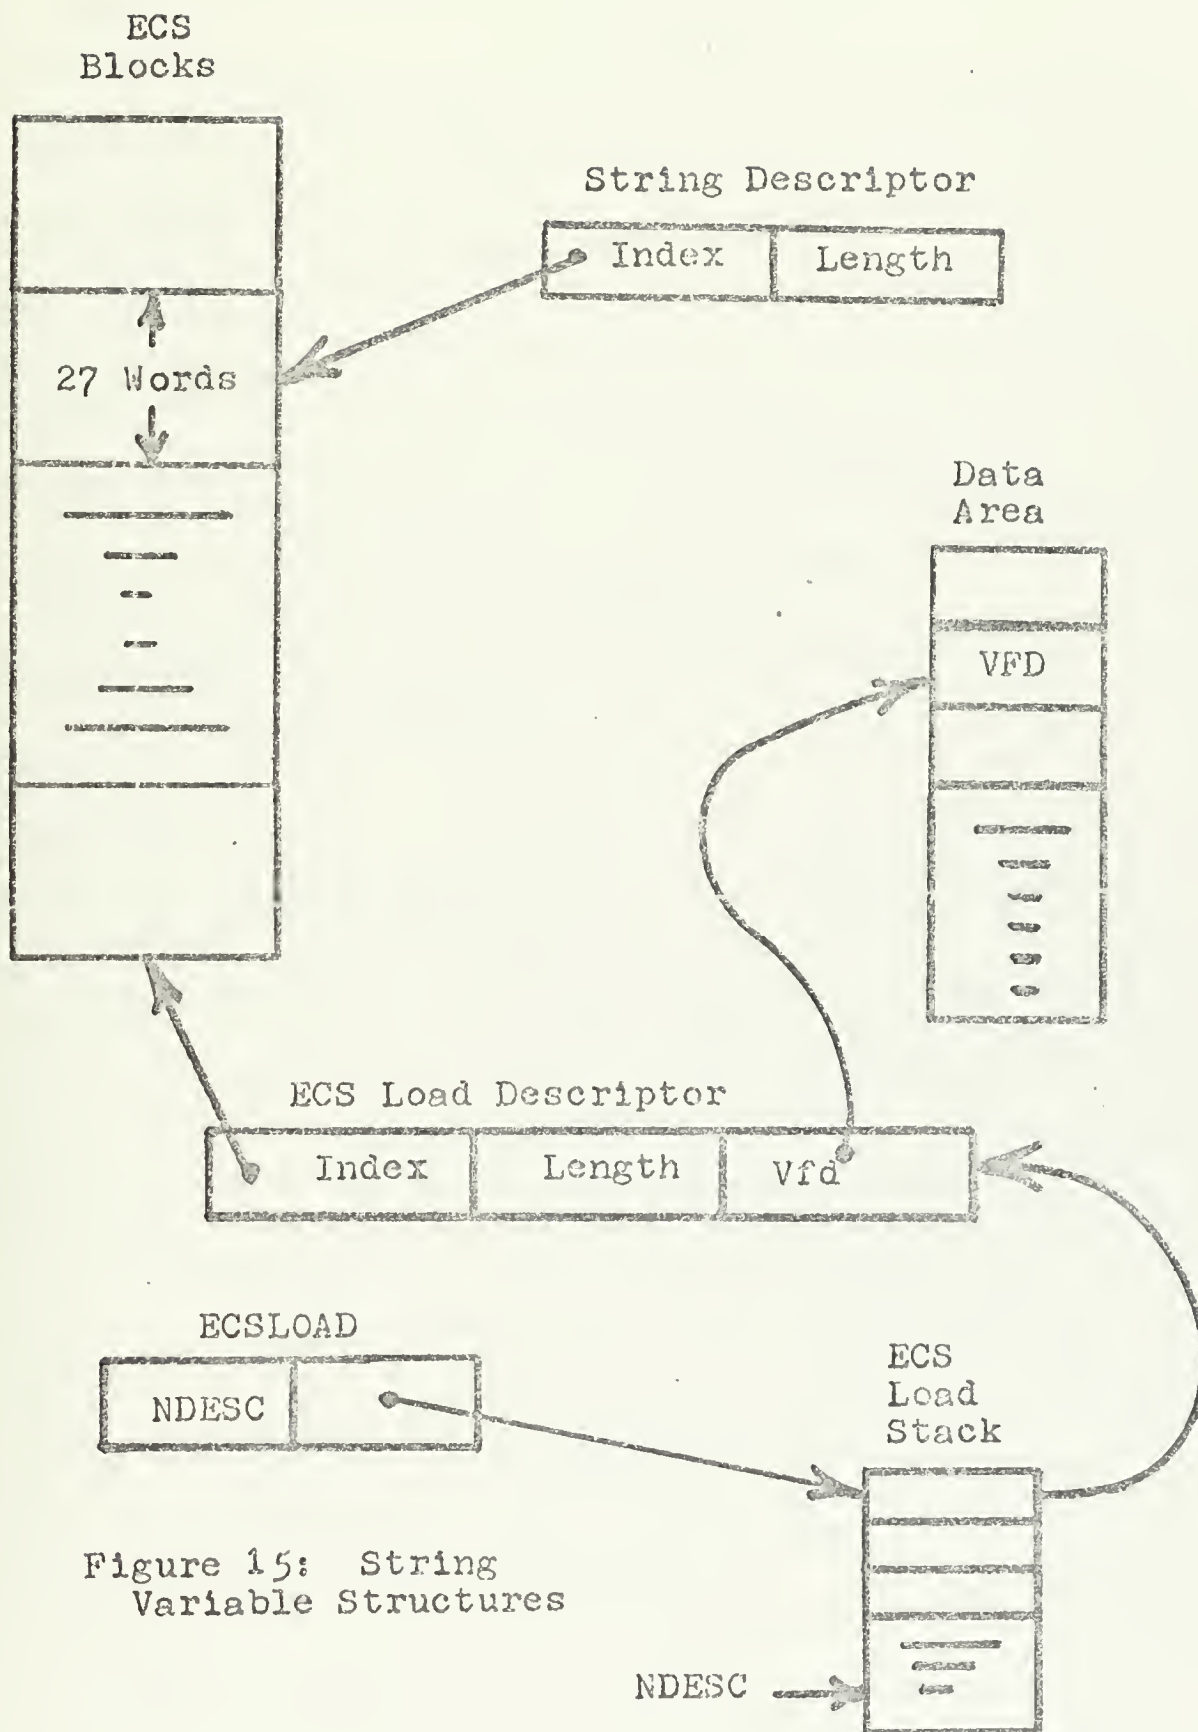 ECS
Blocks
String Descriptor
Index
Length
27 Words
Data
Area
VFD
ECS Load Descriptor
Index
Length
Vfd
ECSLOAD
NDESC
ECS
Load
Stack
Figure 15: String
Variable Structures
NDESC